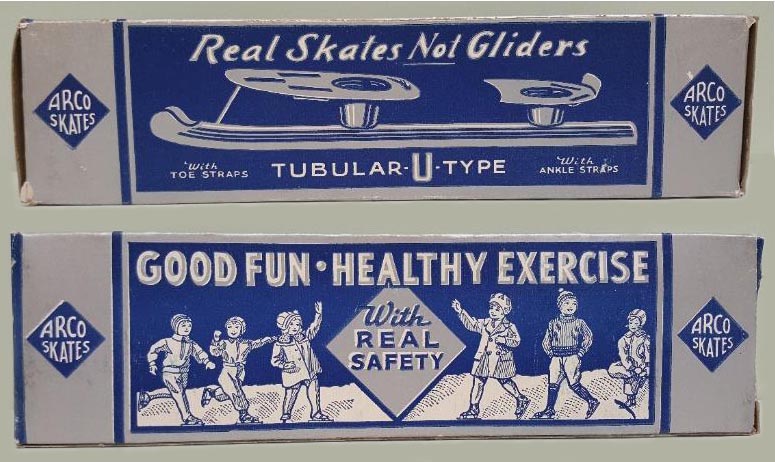 Real Skates Not Gliders
ARCO
SKATES
ARCO
SKATES
With
TOE STRAPS
TUBULAR-U-TYPE
With
ANKLE STRAPS
GOOD FUN · HEALTHY EXERCISE
ARCO
SKATES
With
REAL
SAFETY
ARCO
SKATES